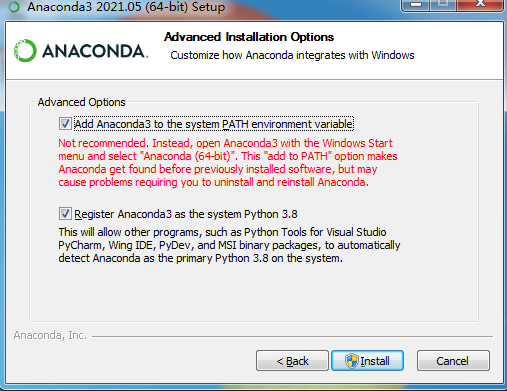 Anaconda3 2021.05 (64-bit) Setup
ANACONDA.
Advanced Installation Options
Customize how Anaconda integrates with Windows
Advanced Options
Add Anaconda3 to the system PATH environment variable
Not recommended. Instead, open Anaconda3 with the Windows Start
menu and select "Anaconda (64-bit)". This "add to PATH" option makes
Anaconda get found before previously installed software, but may
cause problems requiring you to uninstall and reinstall Anaconda.
Register Anaconda3 as the system Python 3.8
This will allow other programs, such as Python Tools for Visual Studio
PyCharm, Wing IDE, PyDev, and MSI binary packages, to automatically
detect Anaconda as the primary Python 3.8 on the system.
Anaconda, Inc.
< Back
Install
Cancel